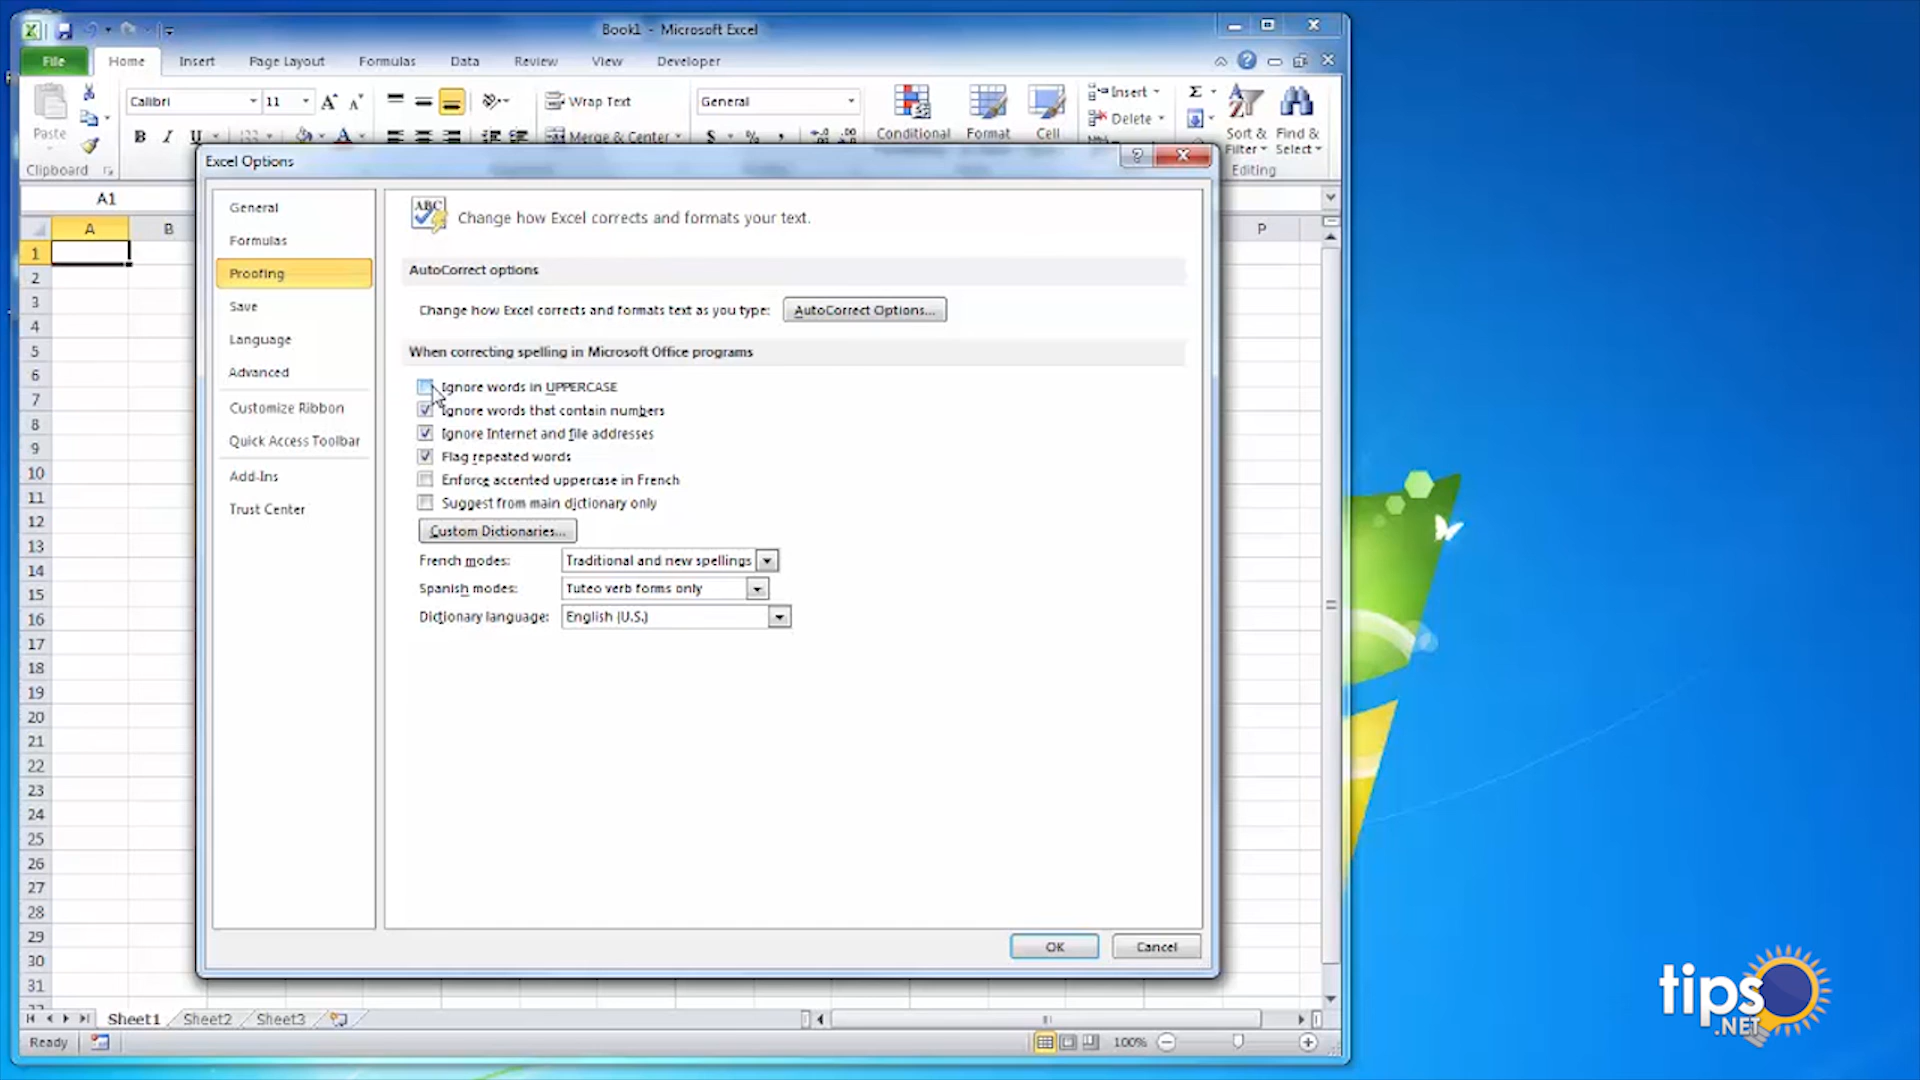 Book1 - Microsoft Excel
File Home Insert Page Layout Formulas Data Review View Developer
Paste
Clipboard
Calibri 11
B I U
Wrap Text
Merge & Center
General
$ % ,
Conditional Format Cell
Insert
Delete
Σ
Sort & Filter
Find & Select
Editing
A1
A B P
1
2
3
4
5
6
7
8
9
10
11
12
13
14
15
16
17
18
19
20
21
22
23
24
25
26
27
28
29
30
31
Excel Options
General
Formulas
Proofing
Save
Language
Advanced
Customize Ribbon
Quick Access Toolbar
Add-Ins
Trust Center
ABC
Change how Excel corrects and formats your text.
AutoCorrect options
Change how Excel corrects and formats text as you type: AutoCorrect Options...
When correcting spelling in Microsoft Office programs
Ignore words in UPPERCASE
Ignore words that contain numbers
Ignore Internet and file addresses
Flag repeated words
Enforce accented uppercase in French
Suggest from main dictionary only
Custom Dictionaries...
French modes: Traditional and new spellings
Spanish modes: Tuteo verb forms only
Dictionary language: English (U.S.)
OK Cancel
Sheet1 Sheet2 Sheet3
Ready 100%
tips
.NET